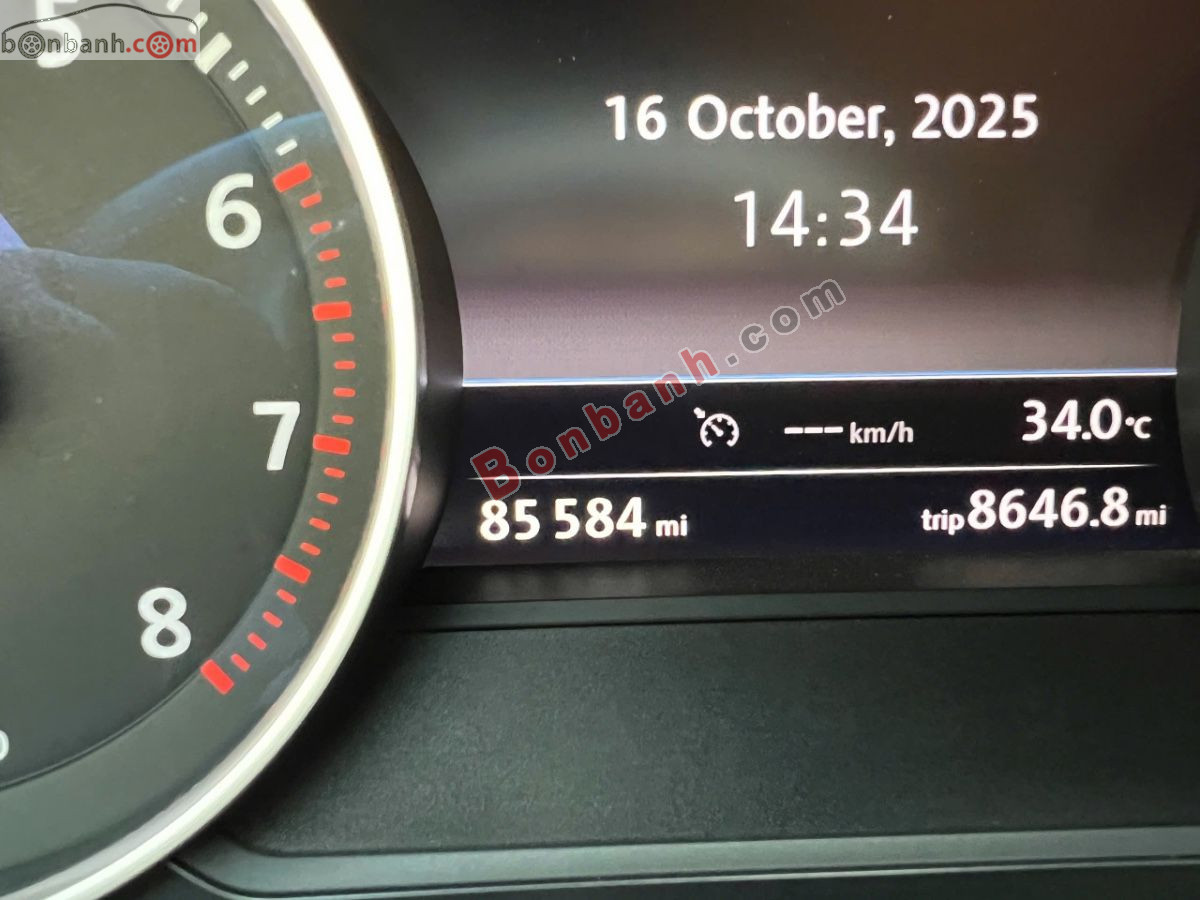 bonbanh.com
5
16 October, 2025
6
14:34
Bonbanh.com
7
--- km/h
34.0°C
85 584 mi
trip 8646.8 mi
8